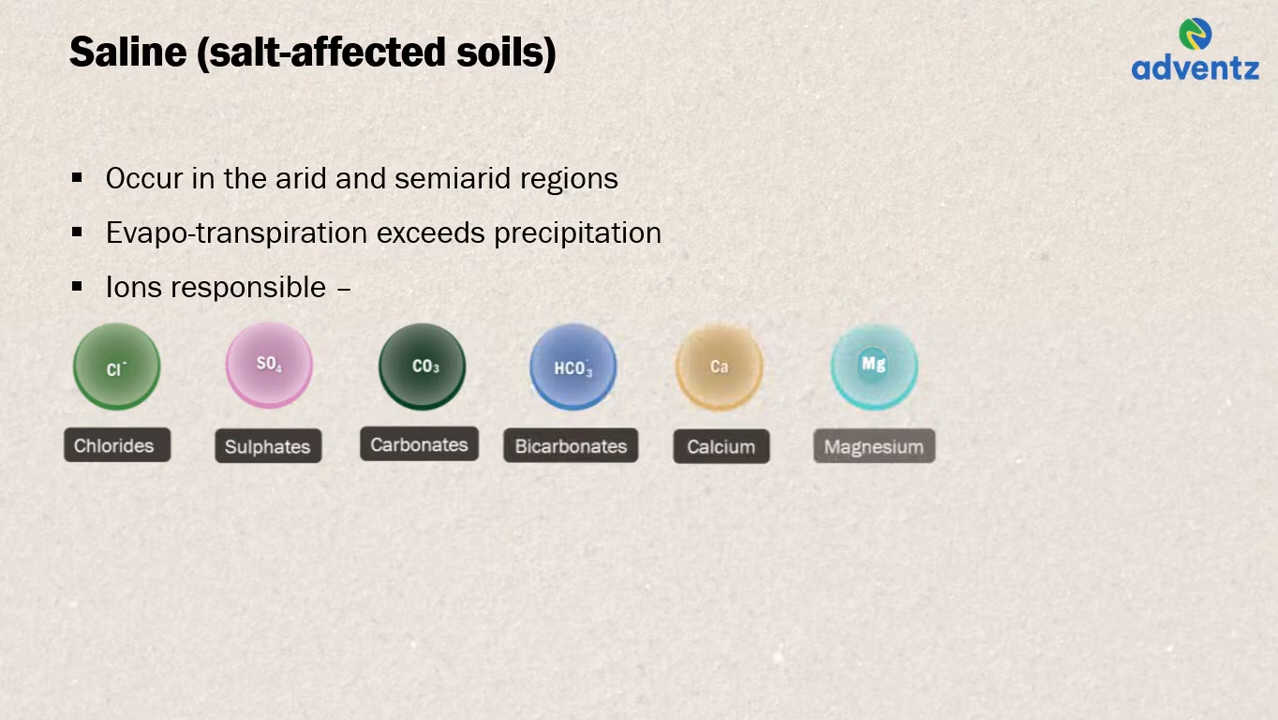 Saline (salt-affected soils)
adventz
▪ Occur in the arid and semiarid regions
▪ Evapo-transpiration exceeds precipitation
▪ Ions responsible –
Cl⁻ SO₄ CO₃ HCO₃⁻ Ca Mg
Chlorides Sulphates Carbonates Bicarbonates Calcium Magnesium